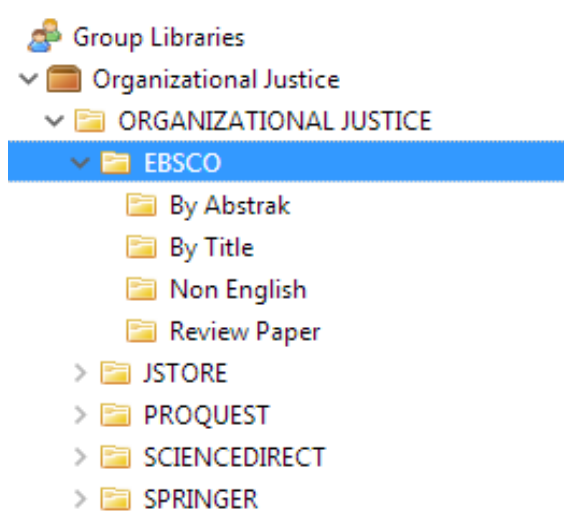 Group Libraries
Organizational Justice
ORGANIZATIONAL JUSTICE
EBSCO
By Abstrak
By Title
Non English
Review Paper
JSTORE
PROQUEST
SCIENCEDIRECT
SPRINGER